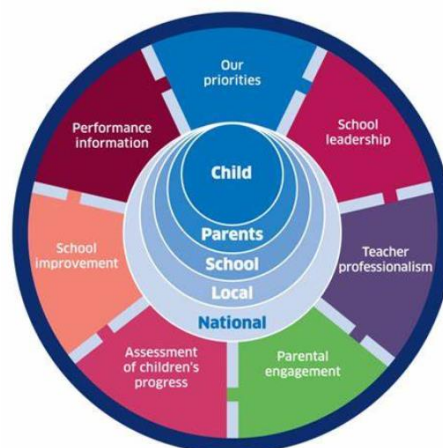 Our
priorities
School
leadership
Teacher
professionalism
Parental
engagement
Assessment
of children's
progress
School
improvement
Performance
information
Child
Parents
School
Local
National